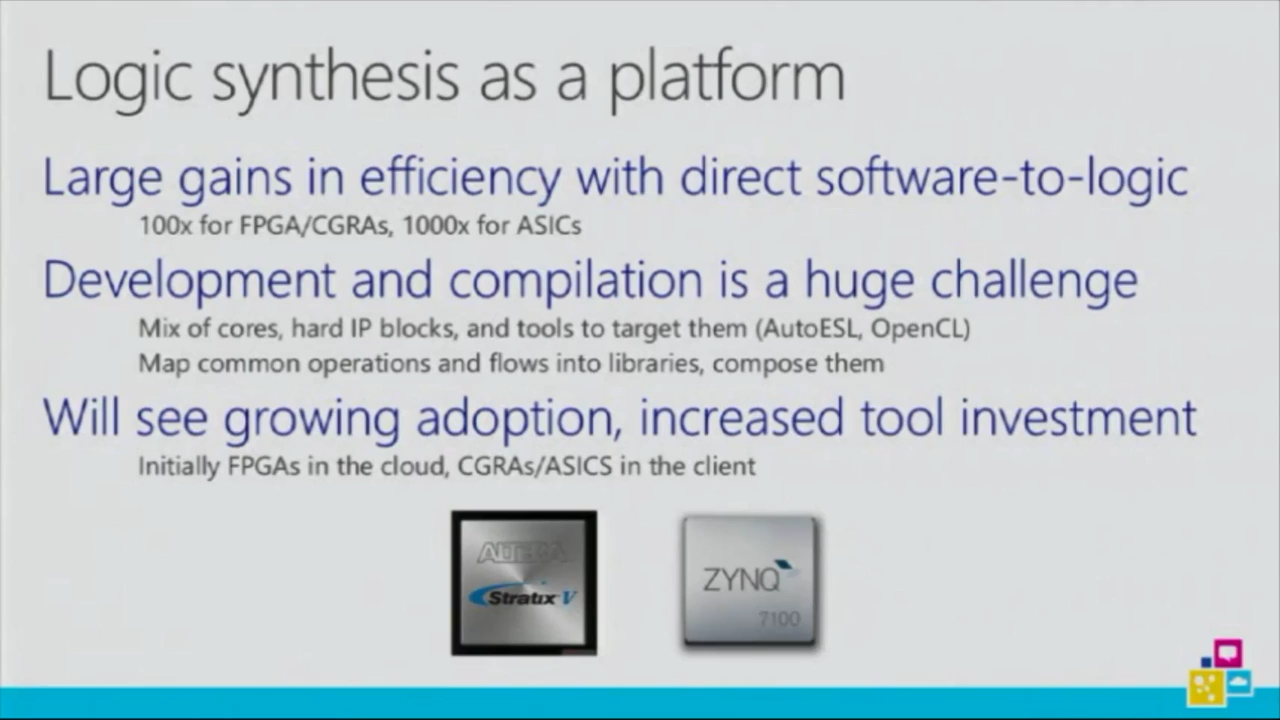 Logic synthesis as a platform
Large gains in efficiency with direct software-to-logic
100x for FPGA/CGRAs, 1000x for ASICs
Development and compilation is a huge challenge
Mix of cores, hard IP blocks, and tools to target them (AutoESL, OpenCL)
Map common operations and flows into libraries, compose them
Will see growing adoption, increased tool investment
Initially FPGAs in the cloud, CGRAs/ASICS in the client
ALTERA
Stratix V
ZYNQ
7100